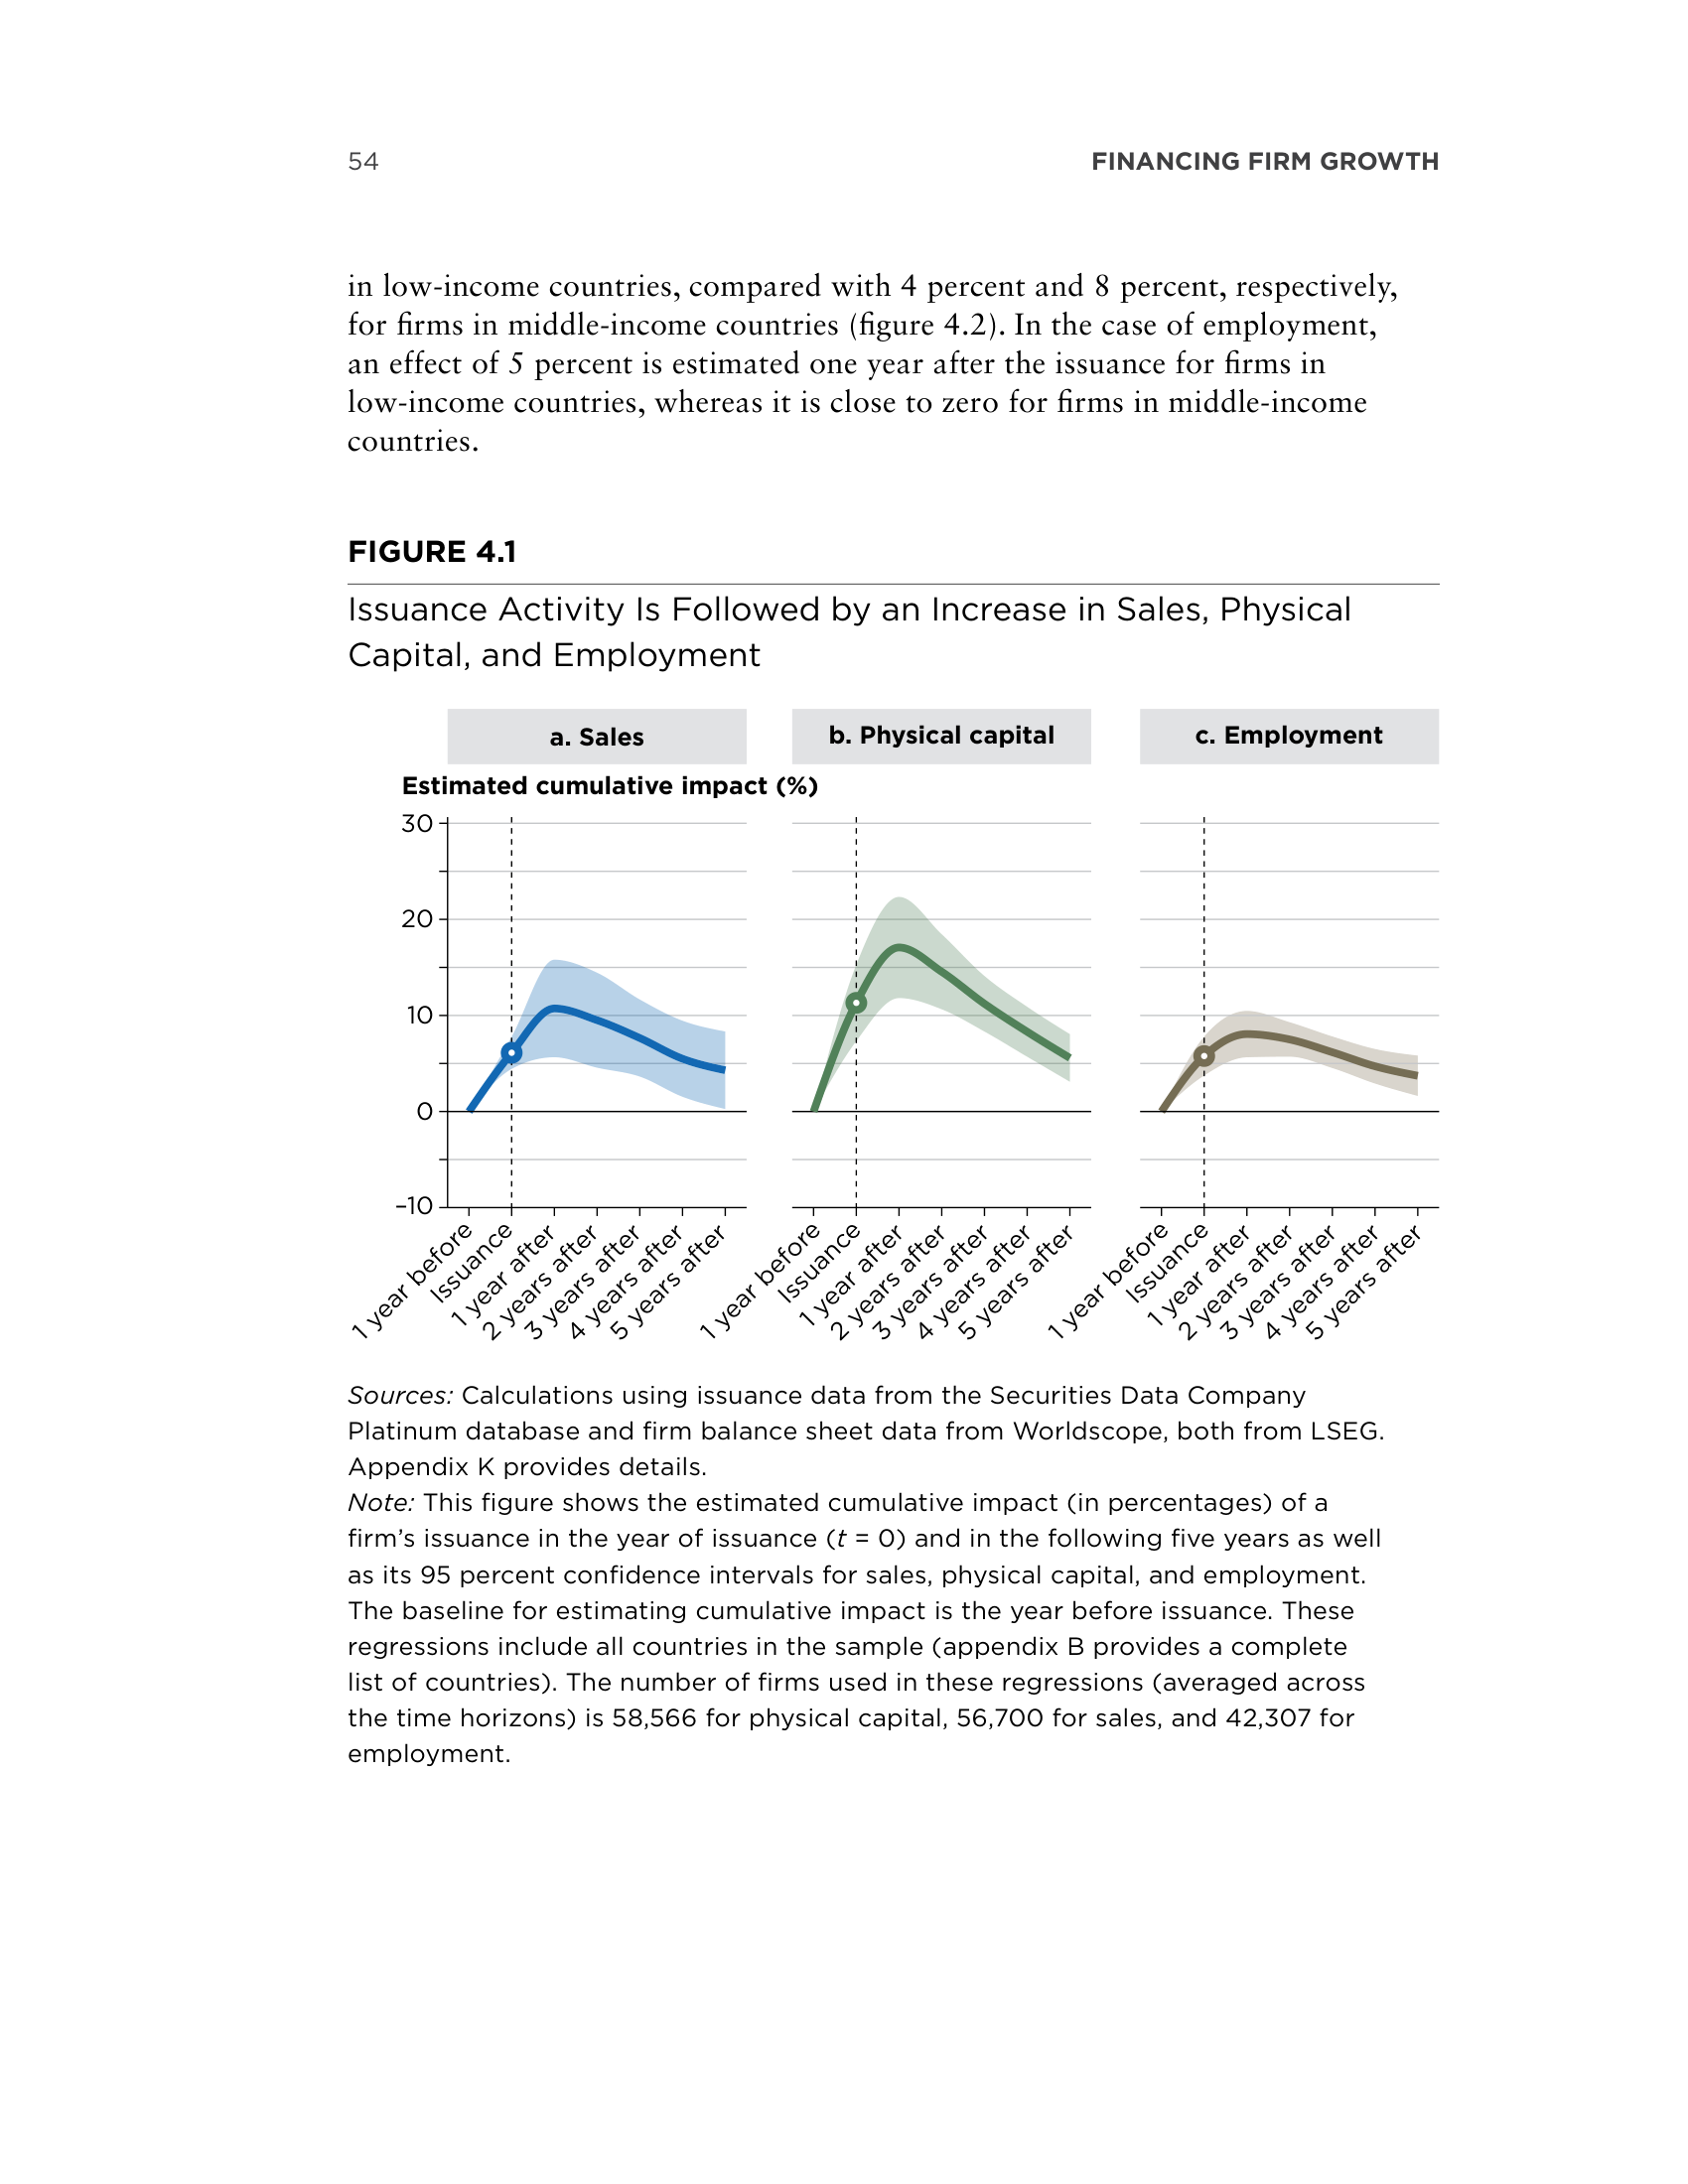 54
FINANCING FIRM GROWTH
in low-income countries, compared with 4 percent and 8 percent, respectively,
for firms in middle-income countries (figure 4.2). In the case of employment,
an effect of 5 percent is estimated one year after the issuance for firms in
low-income countries, whereas it is close to zero for firms in middle-income
countries.
FIGURE 4.1
Issuance Activity Is Followed by an Increase in Sales, Physical
Capital, and Employment
a. Sales
b. Physical capital
c. Employment
Estimated cumulative impact (%)
30
20
10
0
–10
1 year before
Issuance
1 year after
2 years after
3 years after
4 years after
5 years after
1 year before
Issuance
1 year after
2 years after
3 years after
4 years after
5 years after
1 year before
Issuance
1 year after
2 years after
3 years after
4 years after
5 years after
Sources: Calculations using issuance data from the Securities Data Company
Platinum database and firm balance sheet data from Worldscope, both from LSEG.
Appendix K provides details.
Note: This figure shows the estimated cumulative impact (in percentages) of a
firm’s issuance in the year of issuance (t = 0) and in the following five years as well
as its 95 percent confidence intervals for sales, physical capital, and employment.
The baseline for estimating cumulative impact is the year before issuance. These
regressions include all countries in the sample (appendix B provides a complete
list of countries). The number of firms used in these regressions (averaged across
the time horizons) is 58,566 for physical capital, 56,700 for sales, and 42,307 for
employment.